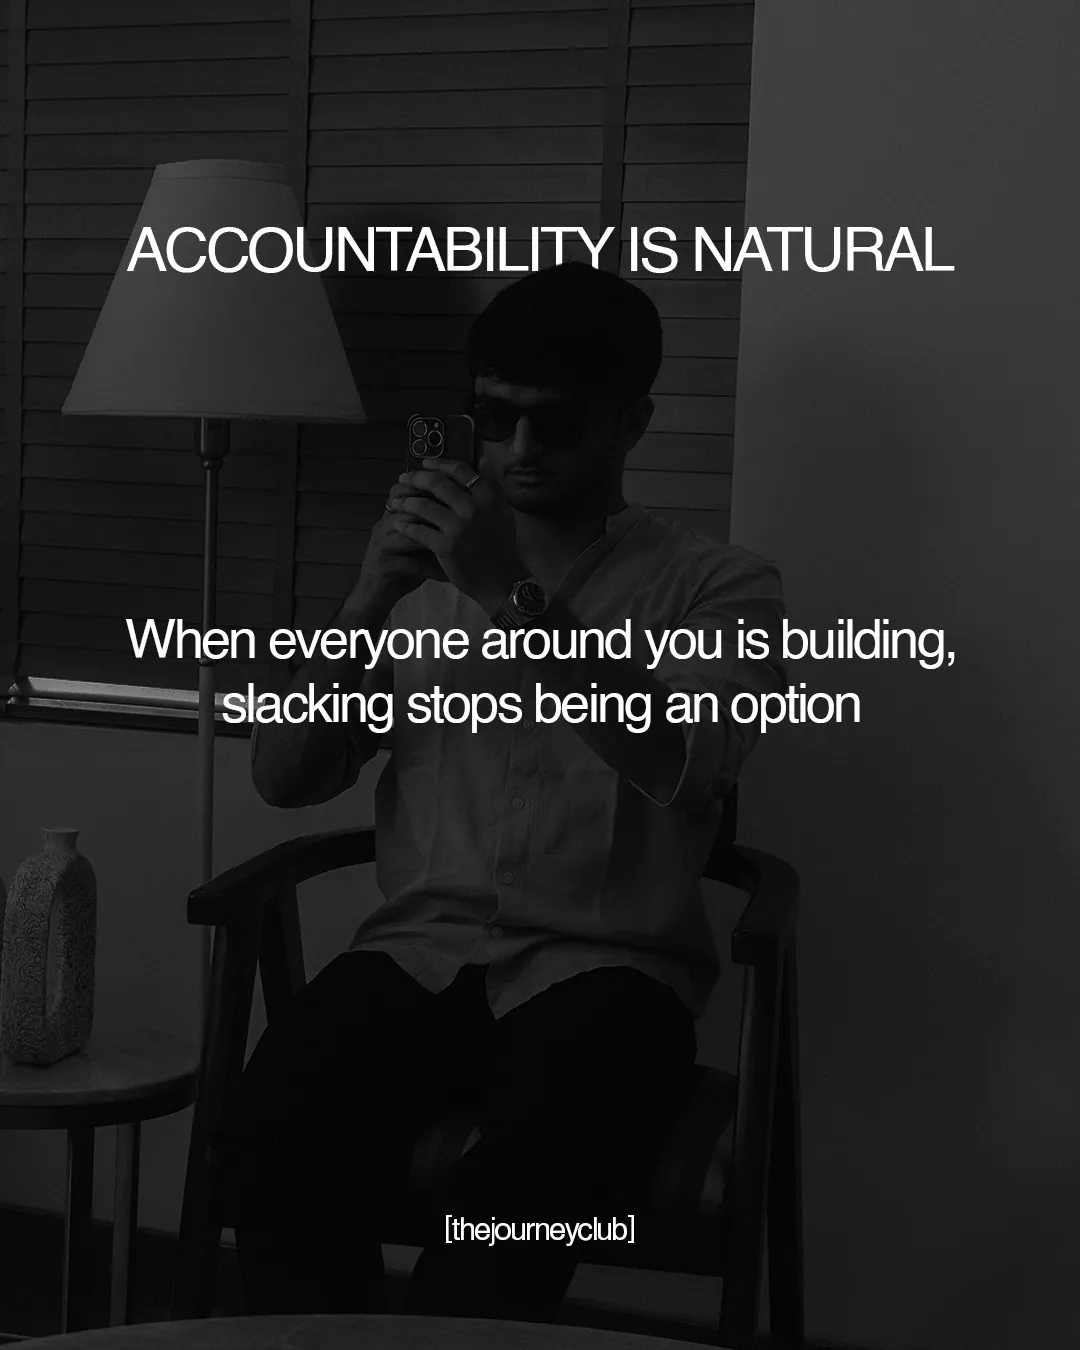 ACCOUNTABILITY IS NATURAL
When everyone around you is building,
slacking stops being an option
[thejourneyclub]